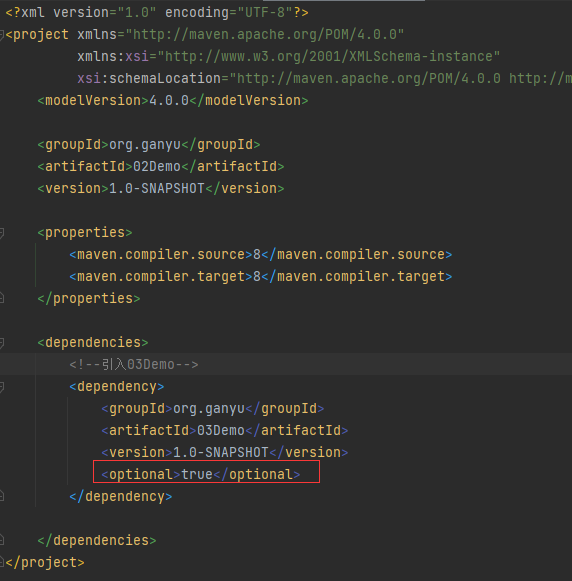 <?xml version="1.0" encoding="UTF-8"?>
<project xmlns="http://maven.apache.org/POM/4.0.0"
xmlns:xsi="http://www.w3.org/2001/XMLSchema-instance"
xsi:schemaLocation="http://maven.apache.org/POM/4.0.0 http://m
<modelVersion>4.0.0</modelVersion>
<groupId>org.ganyu</groupId>
<artifactId>02Demo</artifactId>
<version>1.0-SNAPSHOT</version>
<properties>
<maven.compiler.source>8</maven.compiler.source>
<maven.compiler.target>8</maven.compiler.target>
</properties>
<dependencies>
<!--引入03Demo-->
<dependency>
<groupId>org.ganyu</groupId>
<artifactId>03Demo</artifactId>
<version>1.0-SNAPSHOT</version>
<optional>true</optional>
</dependency>
</dependencies>
</project>